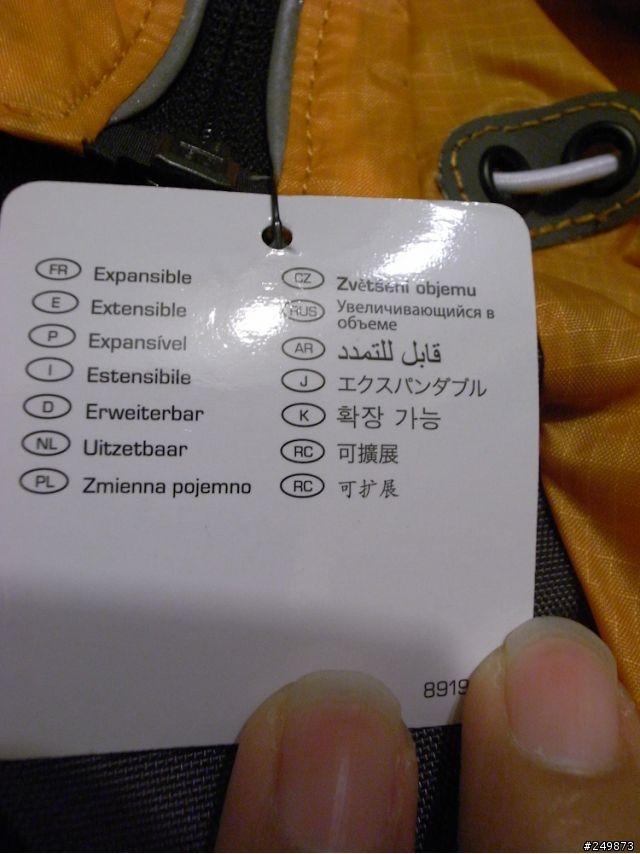 FR Expansible
E Extensible
P Expansível
I Estensibile
D Erweiterbar
NL Uitzetbaar
PL Zmienna pojemno
CZ Zvětšení objemu
RUS Увеличивающийся в
объеме
AR قابل للتمدد
J エクスパンダブル
K 확장 가능
RC 可擴展
RC 可扩展
8919
#249873